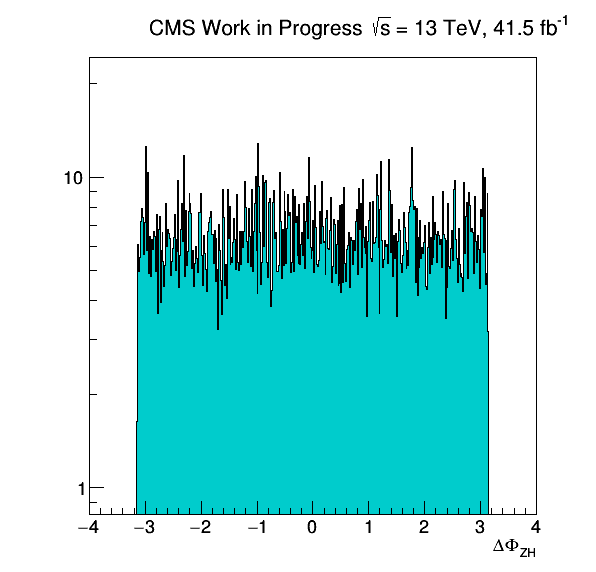 CMS Work in Progress √s = 13 TeV, 41.5 fb⁻¹
10
1
−4 −3 −2 −1 0 1 2 3 4
ΔΦ_ZH